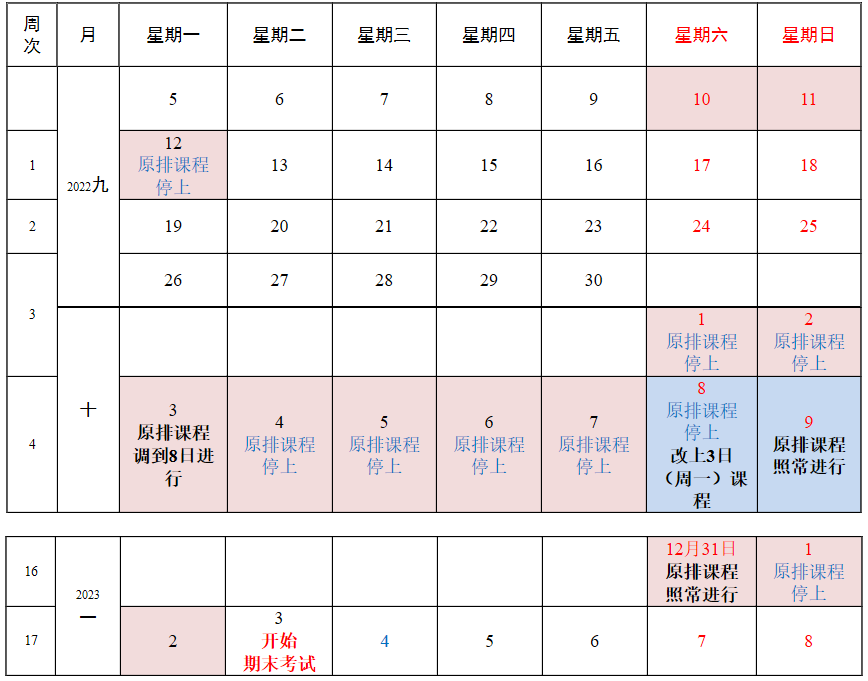 周次 月 星期一 星期二 星期三 星期四 星期五 星期六 星期日
2022九
5 6 7 8 9 10 11
1
12
原排课程
停上
13 14 15 16 17 18
2 19 20 21 22 23 24 25
3
26 27 28 29 30
十
1
原排课程
停上
2
原排课程
停上
4
3
原排课程
调到8日进
行
4
原排课程
停上
5
原排课程
停上
6
原排课程
停上
7
原排课程
停上
8
原排课程
停上
改上3日
（周一）课
程
9
原排课程
照常进行
16
2023
一
12月31日
原排课程
照常进行
1
原排课程
停上
17
2
3
开始
期末考试
4 5 6 7 8